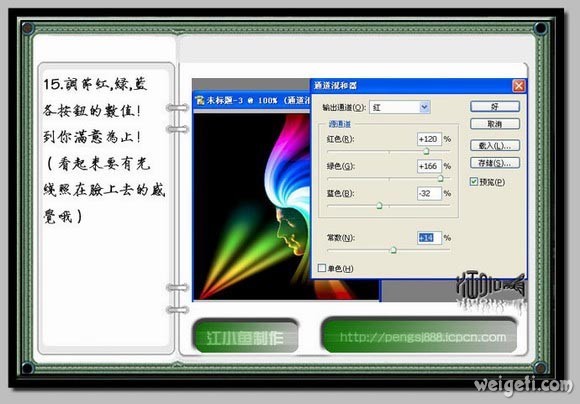 15.調節紅,綠,藍
各按鈕的數值!
到你滿意為止!
(看起來要有光
綫照在臉上去的感
覺哦)
未标题-3 @ 100% (通道混
通道混和器
输出通道(O): 红
源通道
红色(R): +120 %
绿色(G): +166 %
蓝色(B): -32 %
常数(N): +14 %
单色(H)
好
取消
载入(L)...
存储(S)...
预览(P)
江小鱼制作
http://pengsj888.icpcn.com
weigeti.com